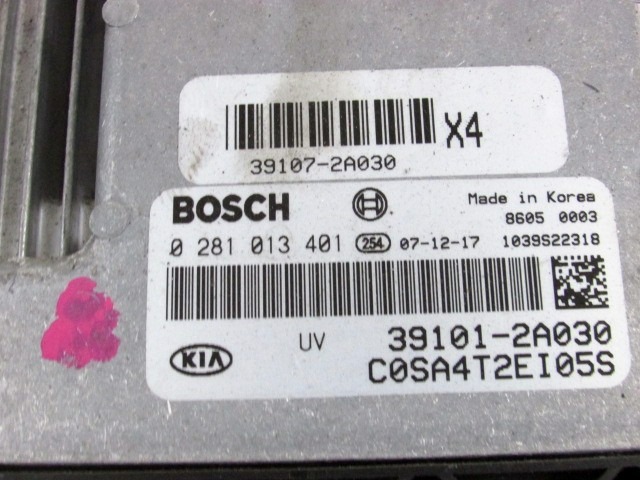 X4
39107-2A030
BOSCH
Made in Korea
8605 0003
0 281 013 401 254 07-12-17 1039S22318
UV 39101-2A030
KIA C0SA4T2EI05S